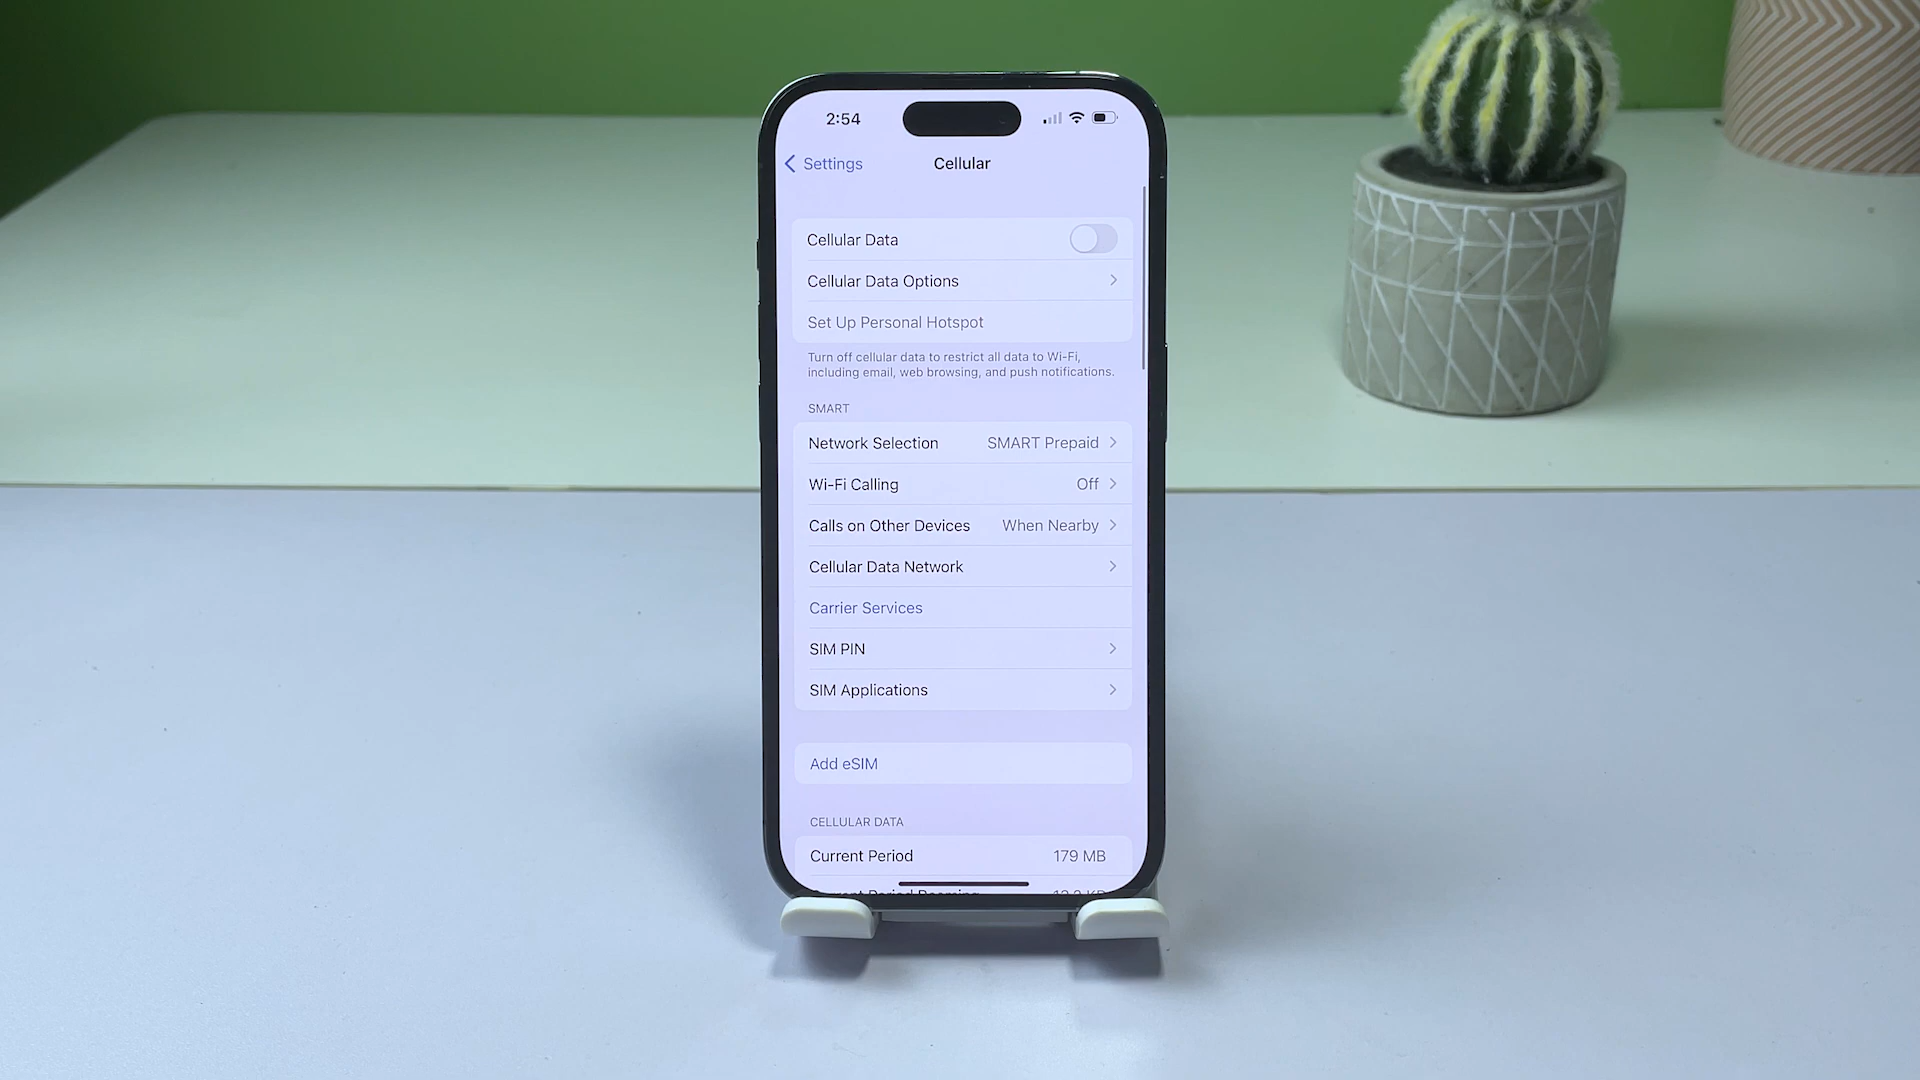 2:54
Settings
Cellular
Cellular Data
Cellular Data Options
Set Up Personal Hotspot
Turn off cellular data to restrict all data to Wi-Fi,
including email, web browsing, and push notifications.
SMART
Network Selection SMART Prepaid
Wi-Fi Calling Off
Calls on Other Devices When Nearby
Cellular Data Network
Carrier Services
SIM PIN
SIM Applications
Add eSIM
CELLULAR DATA
Current Period 179 MB
Current Period Roaming